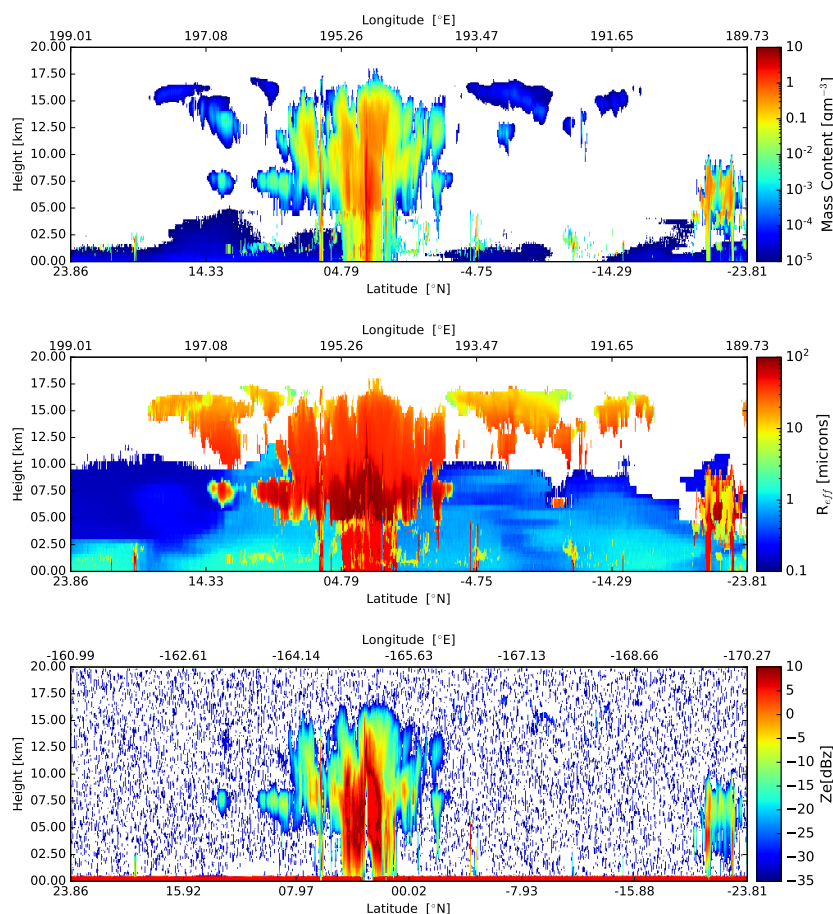 Longitude [°E]
199.01 197.08 195.26 193.47 191.65 189.73
20.00
17.50
15.00
12.50
10.00
07.50
05.00
02.50
00.00
Height [km]
23.86 14.33 04.79 -4.75 -14.29 -23.81
Latitude [°N]
10
1
0.1
10⁻²
10⁻³
10⁻⁴
10⁻⁵
Mass Content [gm⁻³]
Longitude [°E]
199.01 197.08 195.26 193.47 191.65 189.73
20.00
17.50
15.00
12.50
10.00
07.50
05.00
02.50
00.00
Height [km]
23.86 14.33 04.79 -4.75 -14.29 -23.81
Latitude [°N]
10²
10
1
0.1
R_eff [microns]
Longitude [°E]
-160.99 -162.61 -164.14 -165.63 -167.13 -168.66 -170.27
20.00
17.50
15.00
12.50
10.00
07.50
05.00
02.50
00.00
Height [km]
23.86 15.92 07.97 00.02 -7.93 -15.88 -23.81
Latitude [°N]
10
5
0
−5
−10
−15
−20
−25
−30
−35
Ze[dBz]